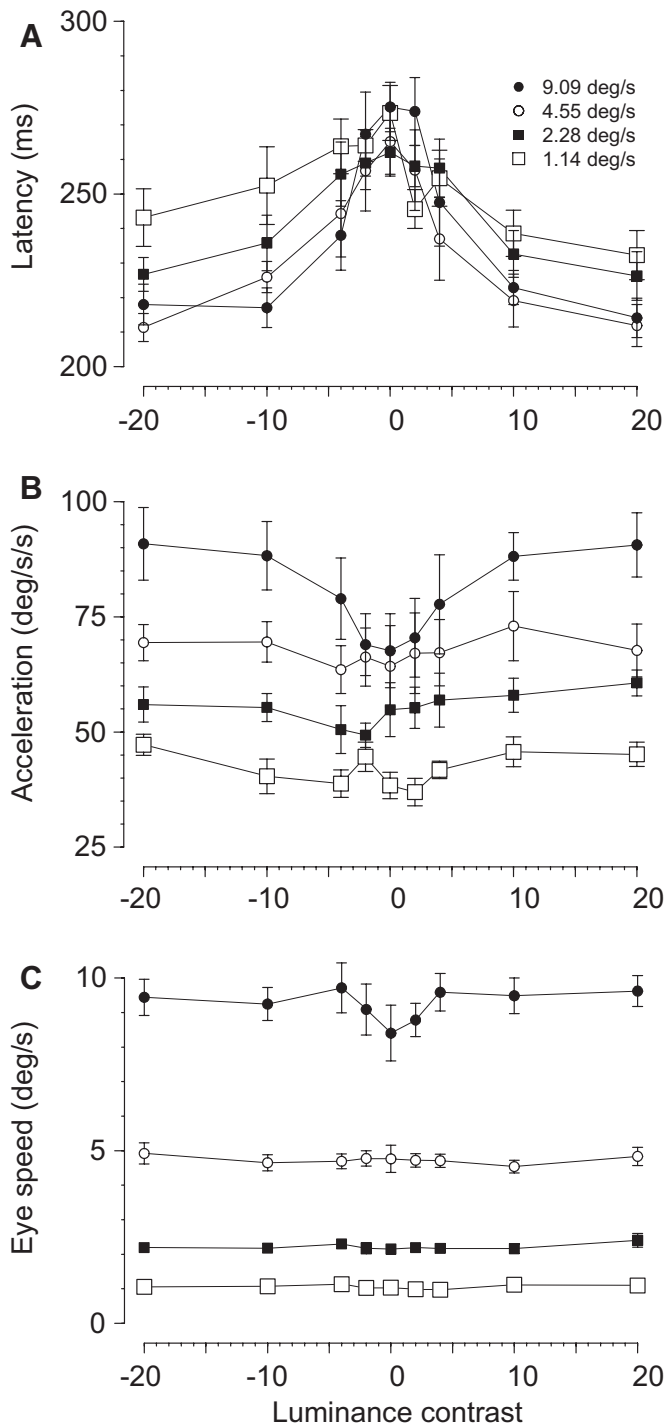 A
300
Latency (ms)
250
200
9.09 deg/s
4.55 deg/s
2.28 deg/s
1.14 deg/s
-20 -10 0 10 20
B
100
Acceleration (deg/s/s)
75
50
25
-20 -10 0 10 20
C
10
Eye speed (deg/s)
5
0
-20 -10 0 10 20
Luminance contrast